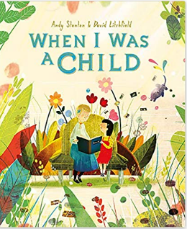 Andy Stanton & David Litchfield
WHEN I WAS
A CHILD